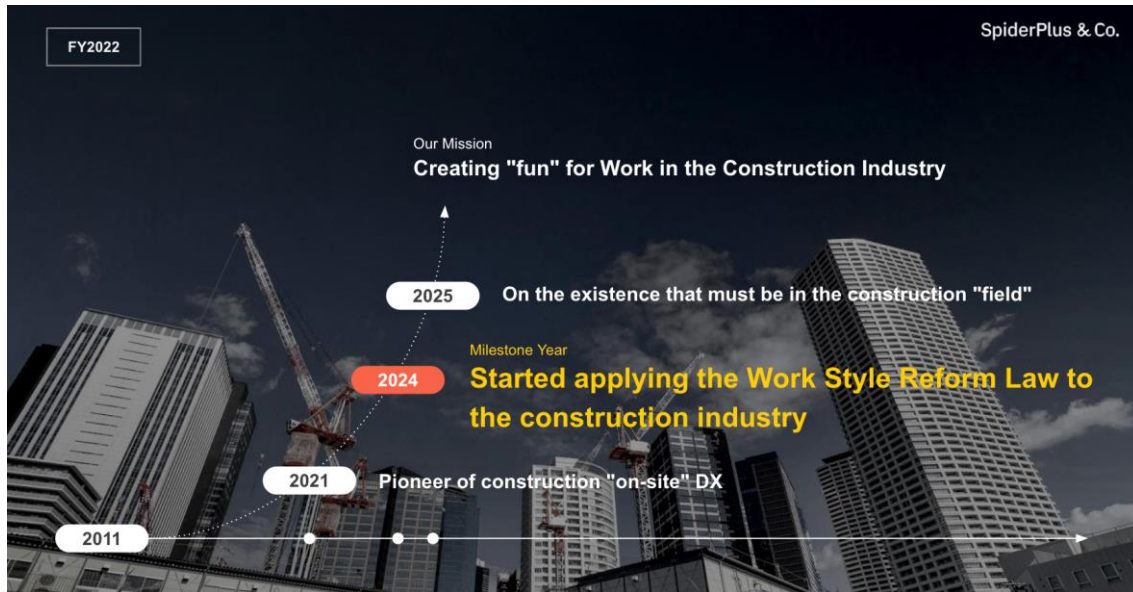 FY2022
SpiderPlus & Co.
Our Mission
Creating "fun" for Work in the Construction Industry
2025
On the existence that must be in the construction "field"
Milestone Year
2024
Started applying the Work Style Reform Law to
the construction industry
2021
Pioneer of construction "on-site" DX
2011